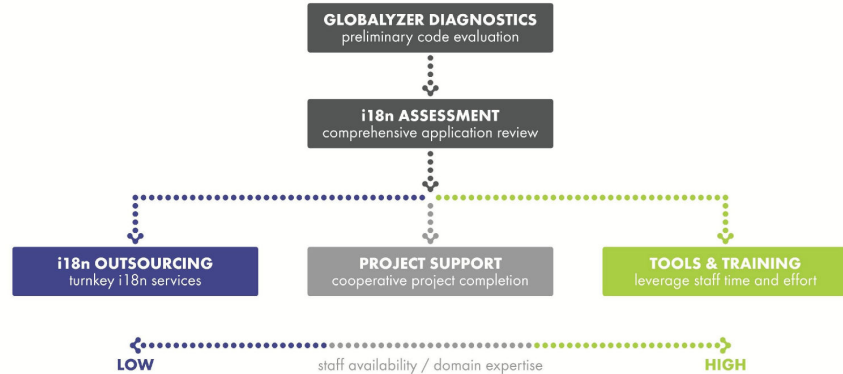 GLOBALYZER DIAGNOSTICS
preliminary code evaluation
i18n ASSESSMENT
comprehensive application review
i18n OUTSOURCING
turnkey i18n services
PROJECT SUPPORT
cooperative project completion
TOOLS & TRAINING
leverage staff time and effort
LOW
staff availability / domain expertise
HIGH